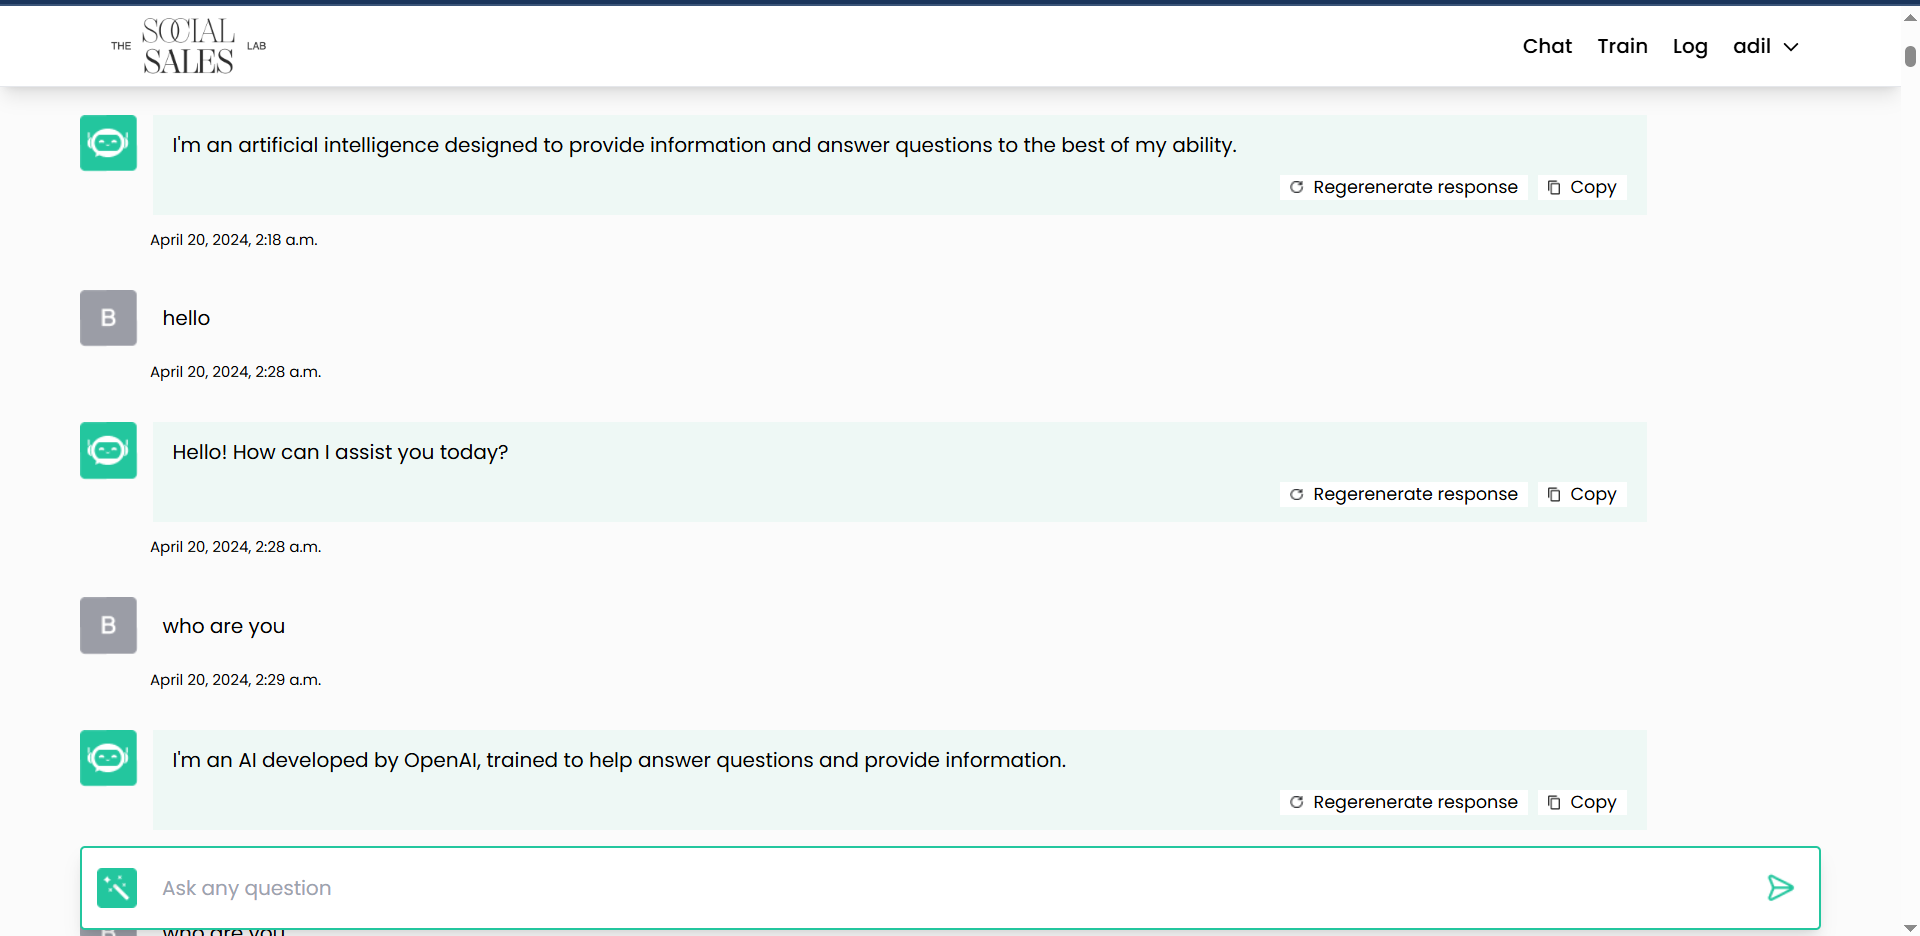 THE SOCIAL SALES LAB
Chat Train Log adil
I'm an artificial intelligence designed to provide information and answer questions to the best of my ability.
Regerenerate response Copy
April 20, 2024, 2:18 a.m.
B hello
April 20, 2024, 2:28 a.m.
Hello! How can I assist you today?
Regerenerate response Copy
April 20, 2024, 2:28 a.m.
B who are you
April 20, 2024, 2:29 a.m.
I'm an AI developed by OpenAI, trained to help answer questions and provide information.
Regerenerate response Copy
Ask any question
B who are you